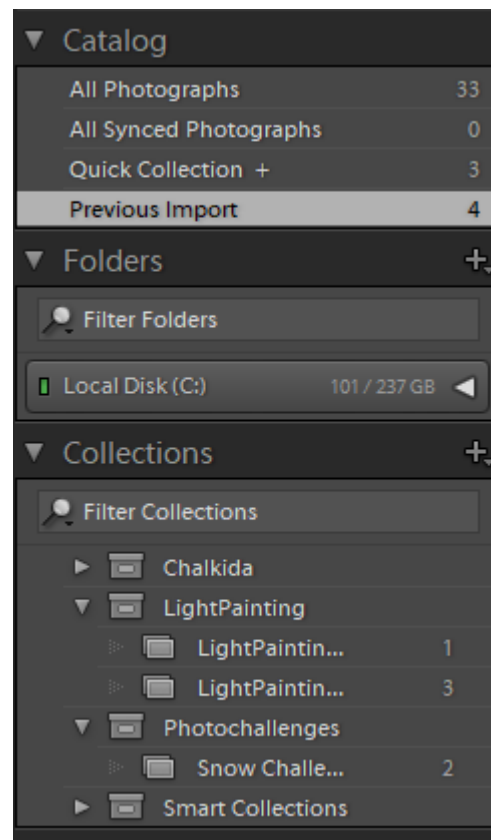 Catalog
All Photographs 33
All Synced Photographs 0
Quick Collection + 3
Previous Import 4
Folders
Filter Folders
Local Disk (C:) 101 / 237 GB
Collections
Filter Collections
Chalkida
LightPainting
LightPaintin... 1
LightPaintin... 3
Photochallenges
Snow Challe... 2
Smart Collections